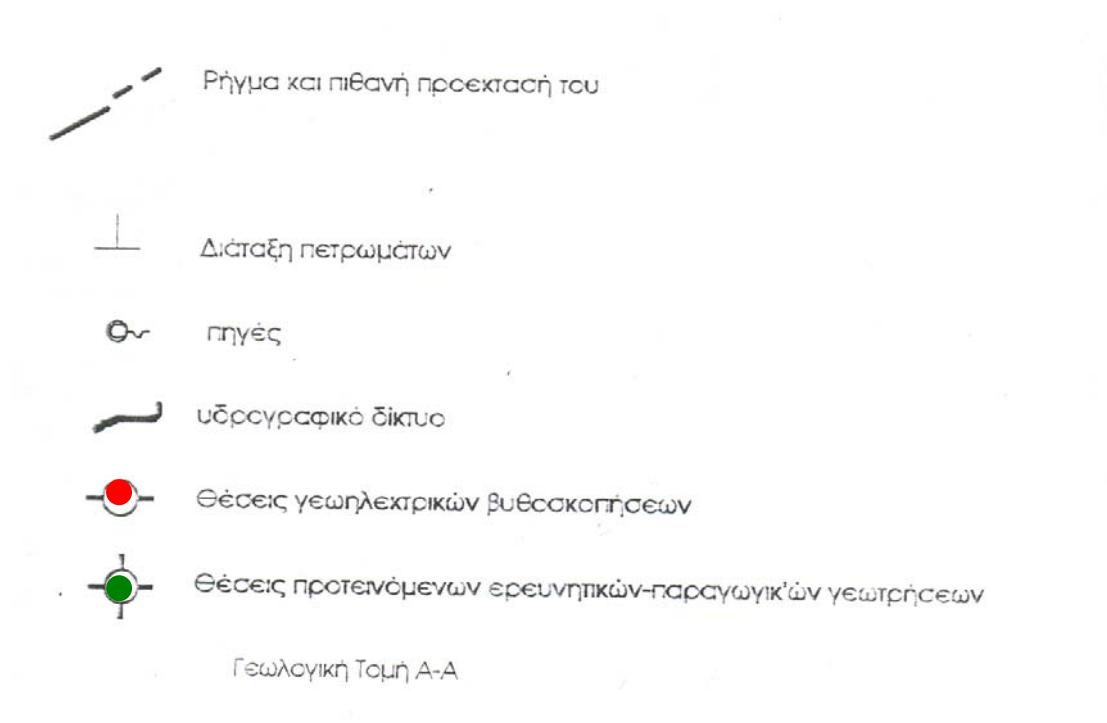 Ρήγμα και πιθανή προεκτασή του
Διάταξη πετρωμάτων
πηγές
υδρογραφικό δίκτυο
Θέσεις γεωηλεκτρικών βυθοσκοπήσεων
Θέσεις προτεινόμενων ερευνητικών-παραγωγικ'ών γεωτρήσεων
Γεωλογική Τομή Α-Α